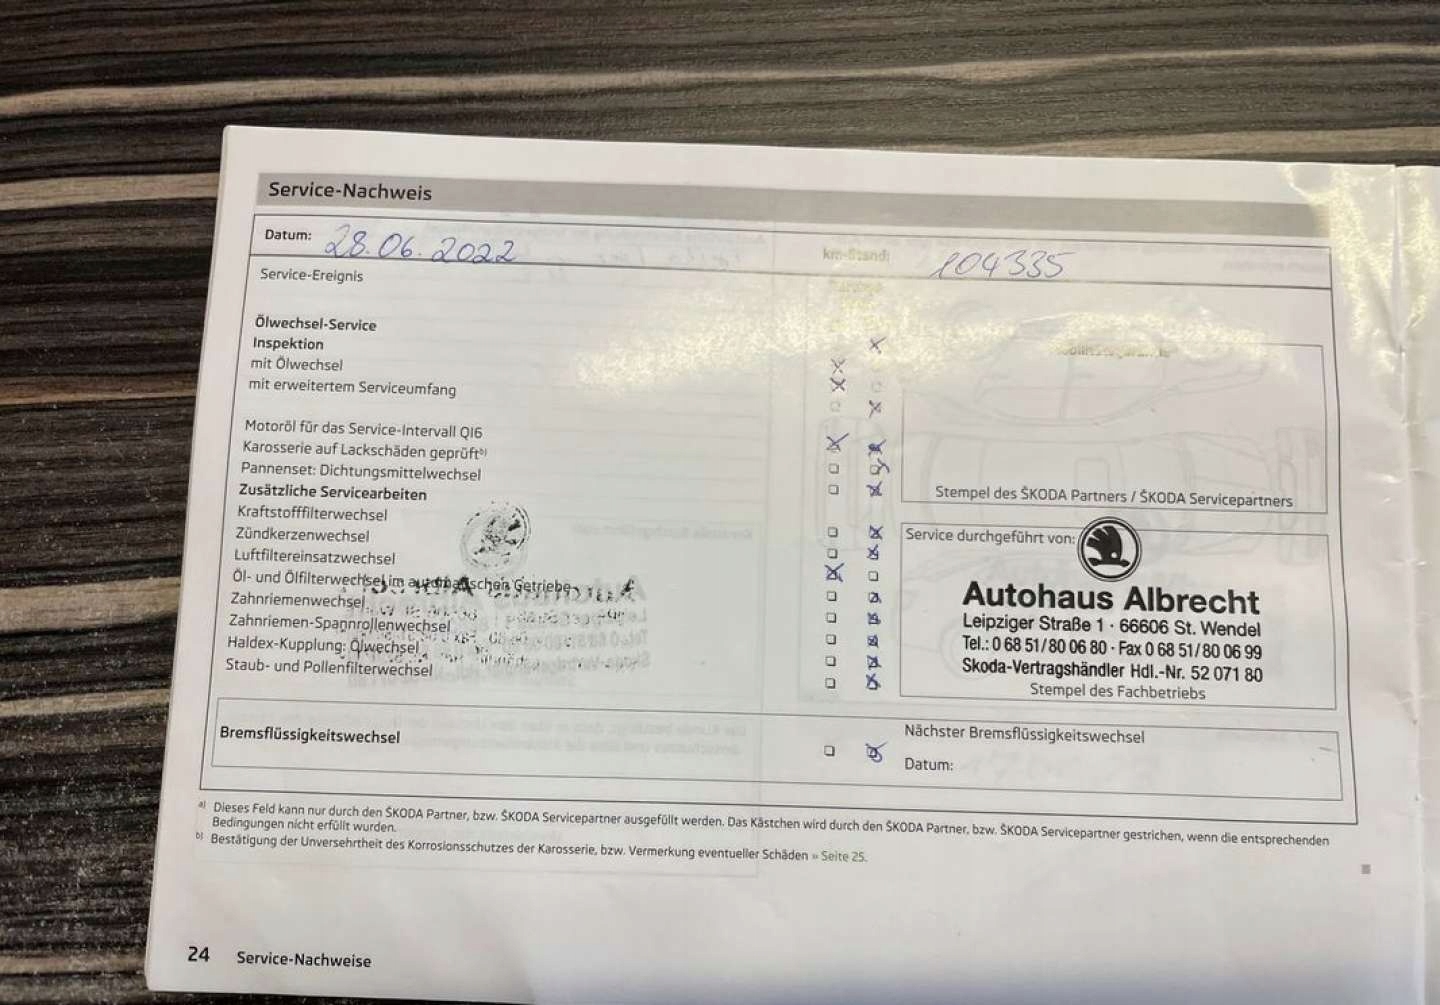 Service-Nachweis
Datum: 28.06.2022 km-Stand: 104335
Service-Ereignis
Ölwechsel-Service
Inspektion
mit Ölwechsel
mit erweitertem Serviceumfang
Motoröl für das Service-Intervall QI6
Karosserie auf Lackschäden geprüft b)
Pannenset: Dichtungsmittelwechsel
Zusätzliche Servicearbeiten
Kraftstofffilterwechsel
Zündkerzenwechsel
Luftfiltereinsatzwechsel
Öl- und Ölfilterwechsel im automatischen Getriebe
Zahnriemenwechsel
Zahnriemen-Spannrollenwechsel
Haldex-Kupplung: Ölwechsel
Staub- und Pollenfilterwechsel
Stempel des ŠKODA Partners / ŠKODA Servicepartners
Service durchgeführt von:
Autohaus Albrecht
Leipziger Straße 1 · 66606 St. Wendel
Tel.: 0 68 51/80 06 80 · Fax 0 68 51/80 06 99
Skoda-Vertragshändler Hdl.-Nr. 52 071 80
Stempel des Fachbetriebs
Bremsflüssigkeitswechsel
Nächster Bremsflüssigkeitswechsel
Datum:
a) Dieses Feld kann nur durch den ŠKODA Partner, bzw. ŠKODA Servicepartner ausgefüllt werden. Das Kästchen wird durch den ŠKODA Partner, bzw. ŠKODA Servicepartner gestrichen, wenn die entsprechenden
Bedingungen nicht erfüllt wurden.
b) Bestätigung der Unversehrtheit des Korrosionsschutzes der Karosserie, bzw. Vermerkung eventueller Schäden » Seite 25.
24 Service-Nachweise